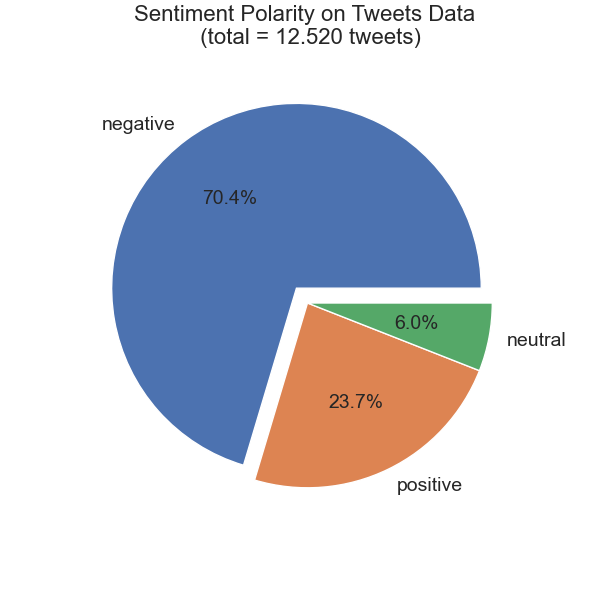 Sentiment Polarity on Tweets Data
(total = 12.520 tweets)
negative
70.4%
6.0%
neutral
23.7%
positive